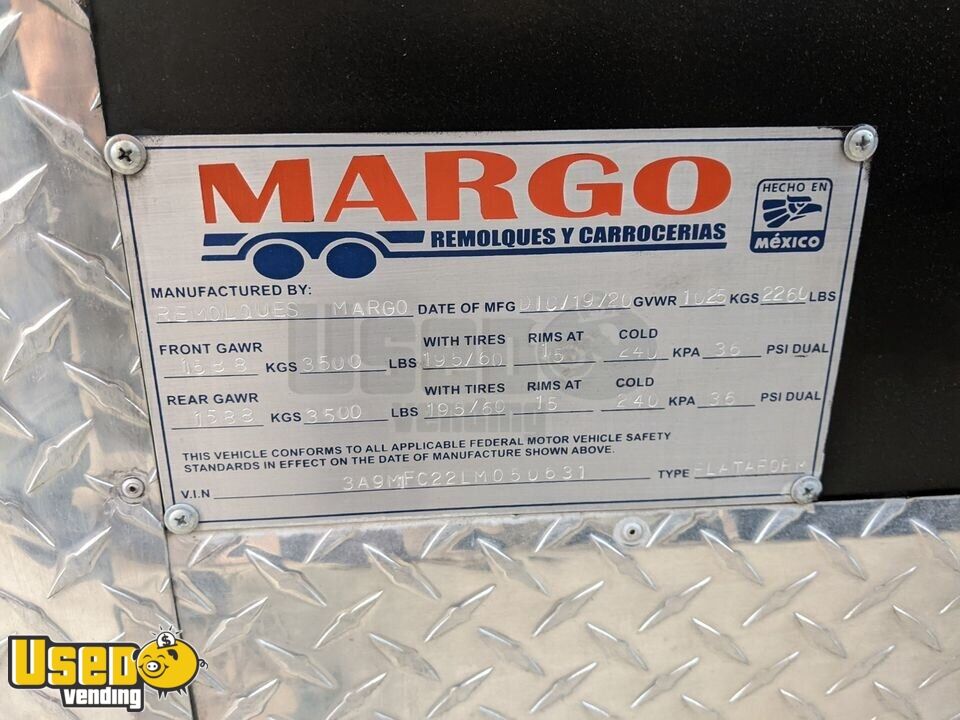 MARGO
REMOLQUES Y CARROCERIAS
HECHO EN
MéXICO
MANUFACTURED BY: REMOLQUES MARGO DATE OF MFG DIC/19/20 GVWR 1025 KGS 2260 LBS
WITH TIRES RIMS AT COLD
FRONT GAWR 1588 KGS 3500 LBS 195/60 15 240 KPA 36 PSI DUAL
WITH TIRES RIMS AT COLD
REAR GAWR 1588 KGS 3500 LBS 195/60 15 240 KPA 36 PSI DUAL
THIS VEHICLE CONFORMS TO ALL APPLICABLE FEDERAL MOTOR VEHICLE SAFETY
STANDARDS IN EFFECT ON THE DATE OF MANUFACTURE SHOWN ABOVE.
V.I.N 3A9MFC22LM050631 TYPE
USED
vending
USED
vending